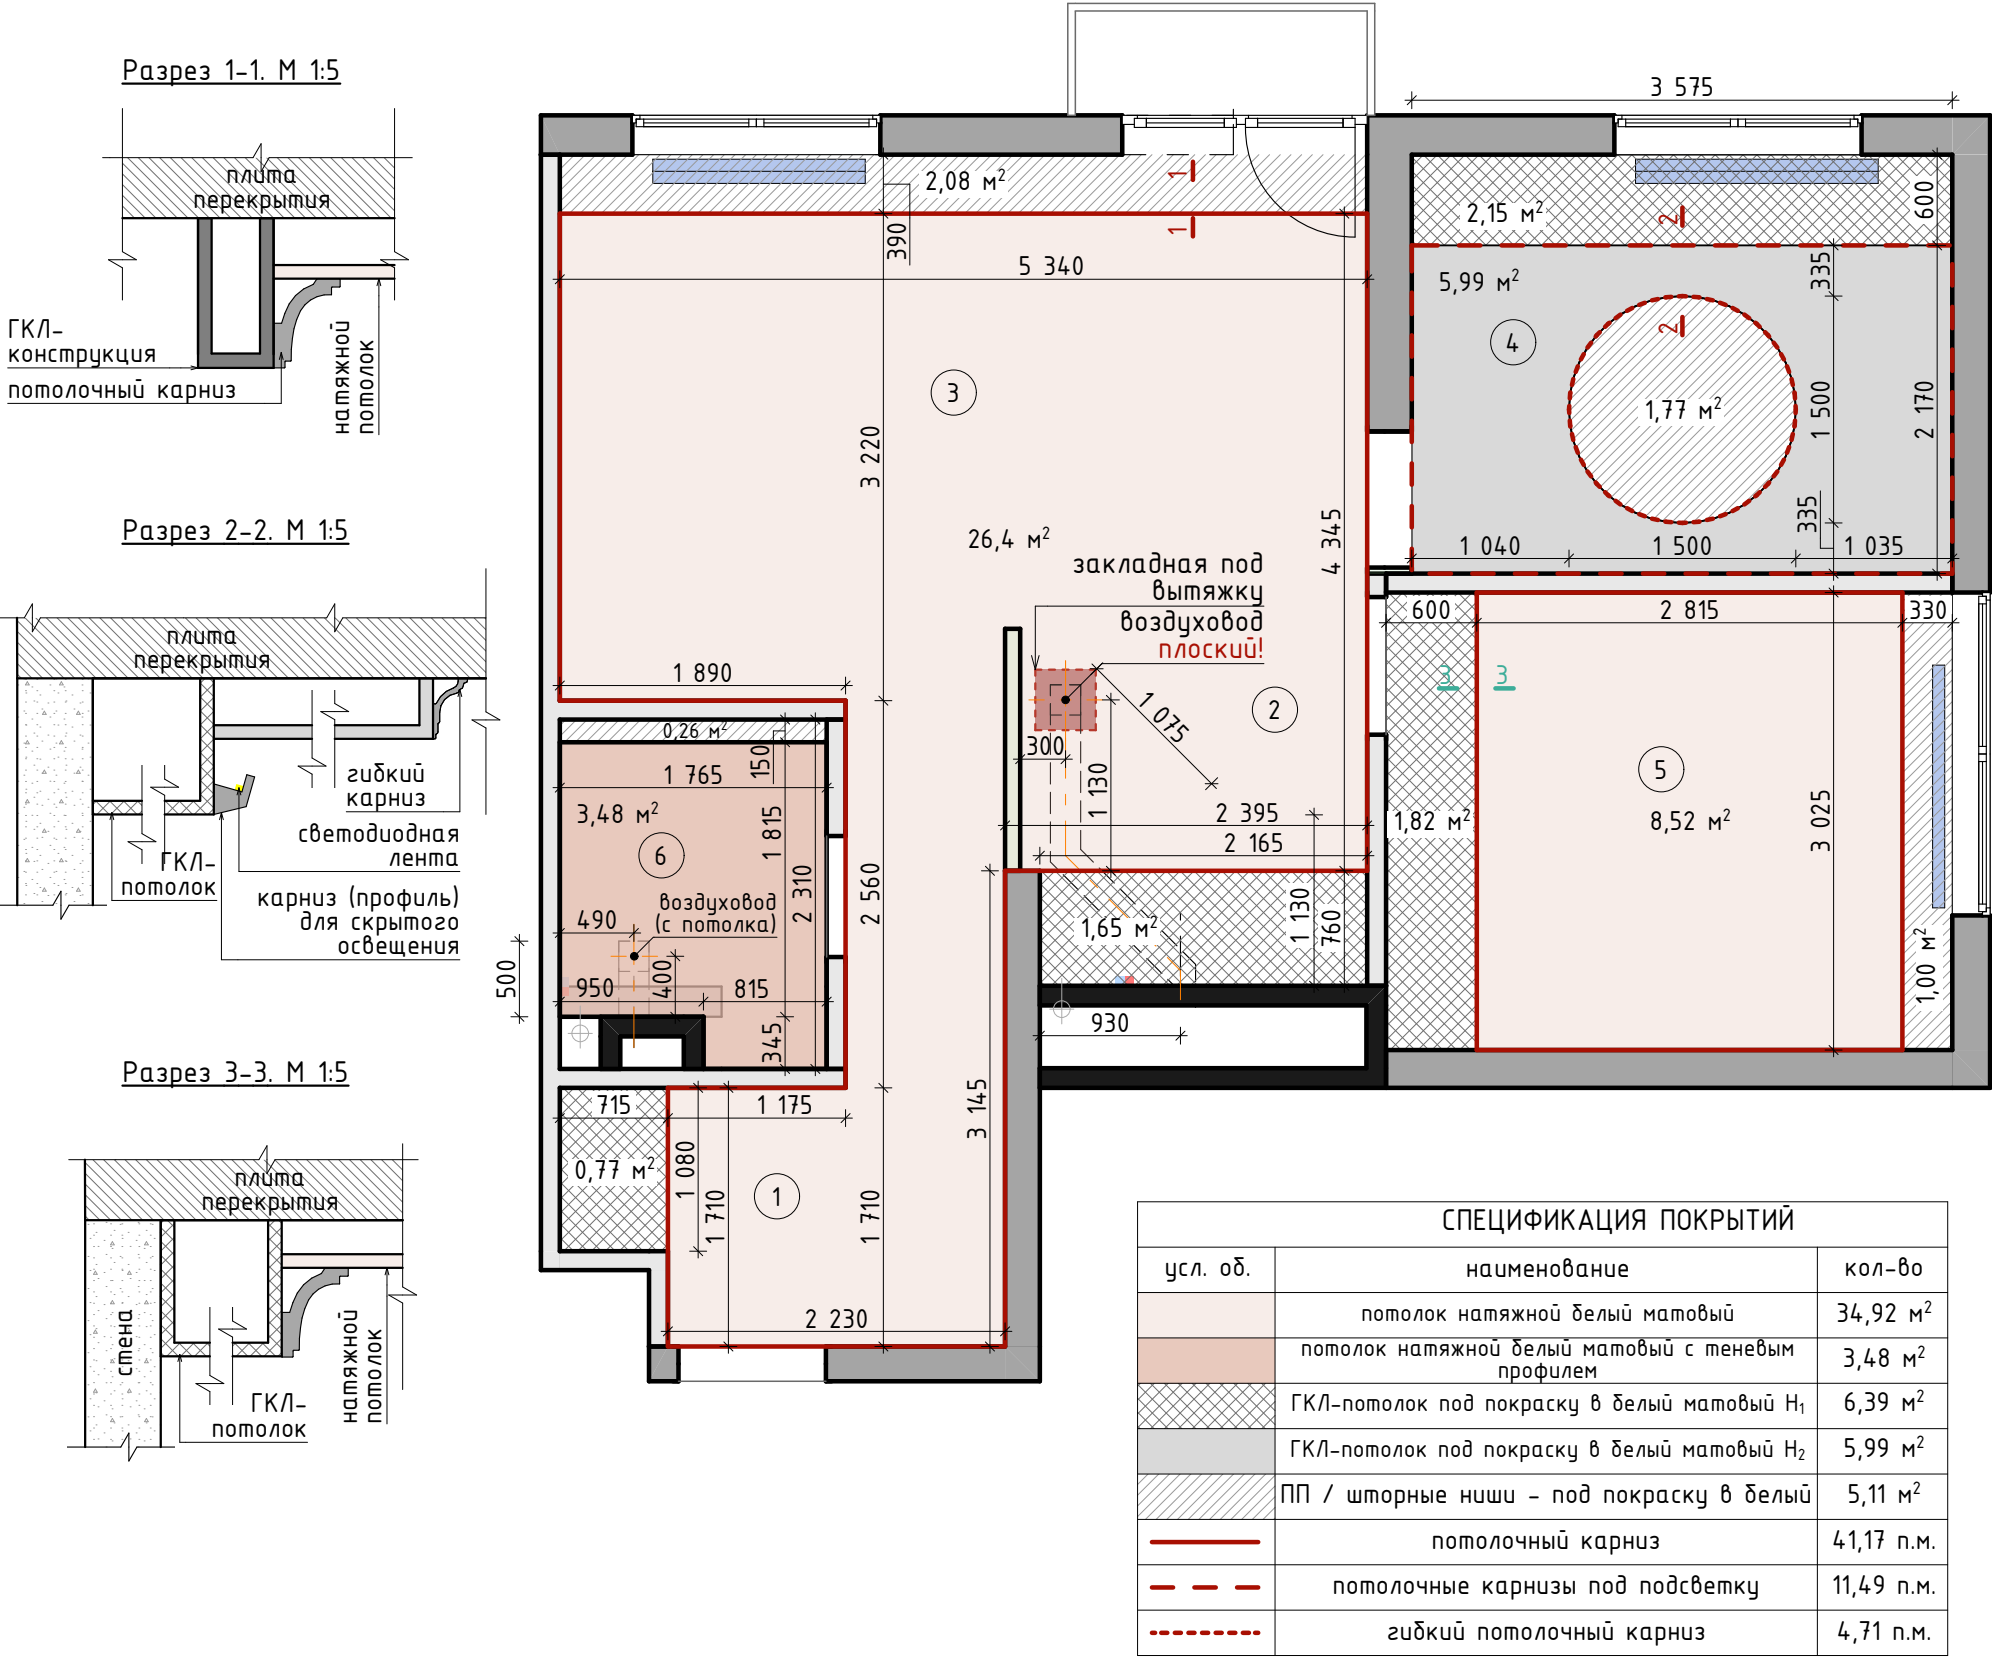 Разрез 1-1. М 1:5
плита
перекрытия
ГКЛ-
конструкция
потолочный карниз
натяжной
потолок
Разрез 2-2. М 1:5
плита
перекрытия
гибкий
карниз
светодиодная
лента
ГКЛ-
потолок
карниз (профиль)
для скрытого
освещения
Разрез 3-3. М 1:5
плита
перекрытия
стена
ГКЛ-
потолок
натяжной
потолок
3 575
2,08 м²
1
1
390
5 340
3
3 220
26,4 м²
4 345
закладная под
вытяжку
воздуховод
плоский!
1 890
2,15 м²
2
600
5,99 м²
335
4
2
1,77 м²
1 500
2 170
335
1 040
1 500
1 035
600
2 815
330
3
3
5
8,52 м²
1,82 м²
3 025
1,00 м²
2
1 075
300
1 130
2 395
2 165
1,65 м²
1 130
760
930
0,26 м²
150
1 765
3,48 м²
1 815
6
2 310
2 560
воздуховод
(с потолка)
490
500
400
950
815
345
715
1 175
3 145
0,77 м²
1 080
1
1 710
1 710
2 230
СПЕЦИФИКАЦИЯ ПОКРЫТИЙ
усл. об. наименование кол-во
потолок натяжной белый матовый 34,92 м²
потолок натяжной белый матовый с теневым
профилем 3,48 м²
ГКЛ-потолок под покраску в белый матовый Н₁ 6,39 м²
ГКЛ-потолок под покраску в белый матовый Н₂ 5,99 м²
ПП / шторные ниши - под покраску в белый 5,11 м²
потолочный карниз 41,17 п.м.
потолочные карнизы под подсветку 11,49 п.м.
гибкий потолочный карниз 4,71 п.м.